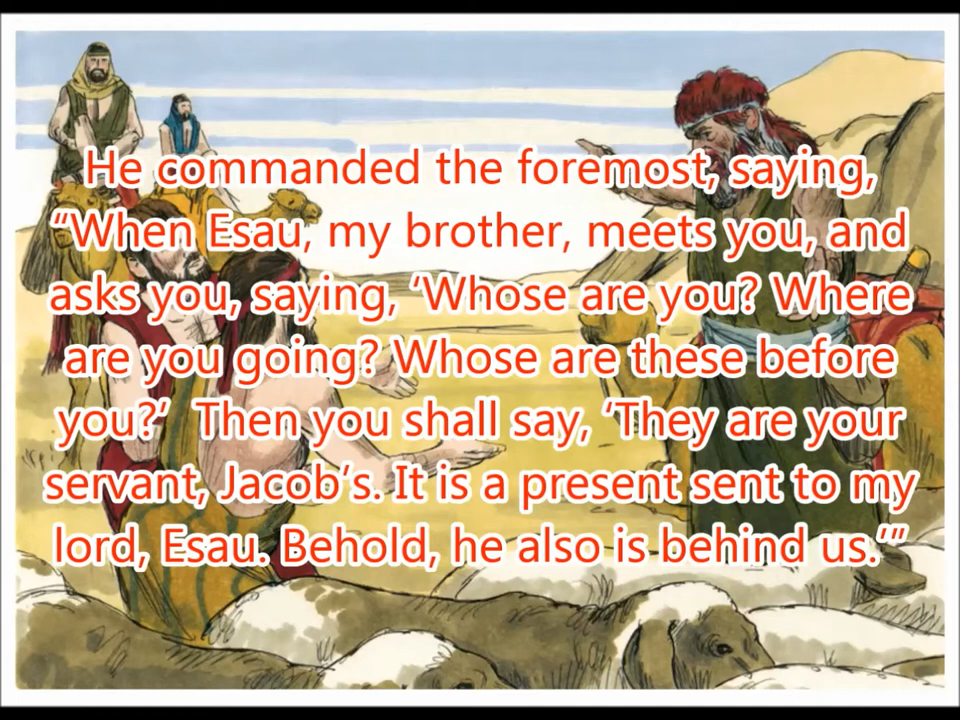 He commanded the foremost, saying,
“When Esau, my brother, meets you, and
asks you, saying, ‘Whose are you? Where
are you going? Whose are these before
you?’  Then you shall say, ‘They are your
servant, Jacob’s. It is a present sent to my
lord, Esau. Behold, he also is behind us.’”